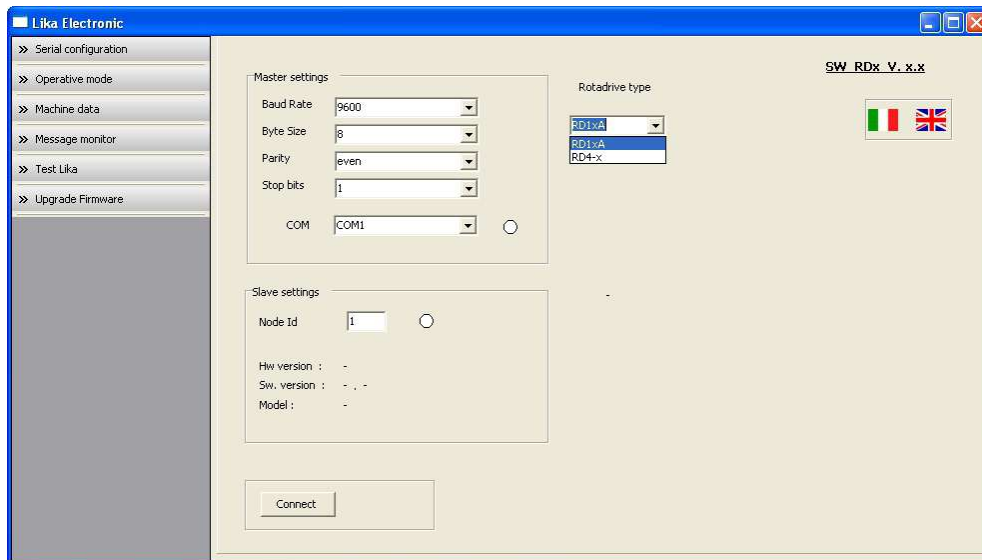 Lika Electronic
» Serial configuration
» Operative mode
» Machine data
» Message monitor
» Test Lika
» Upgrade Firmware
Master settings
Baud Rate 9600
Byte Size 8
Parity even
Stop bits 1
COM COM1
Rotadrive type
RD1xA
RD1xA
RD4-x
SW RDx V. x.x
Slave settings
Node Id 1
Hw version : -
Sw. version : - . -
Model : -
-
Connect